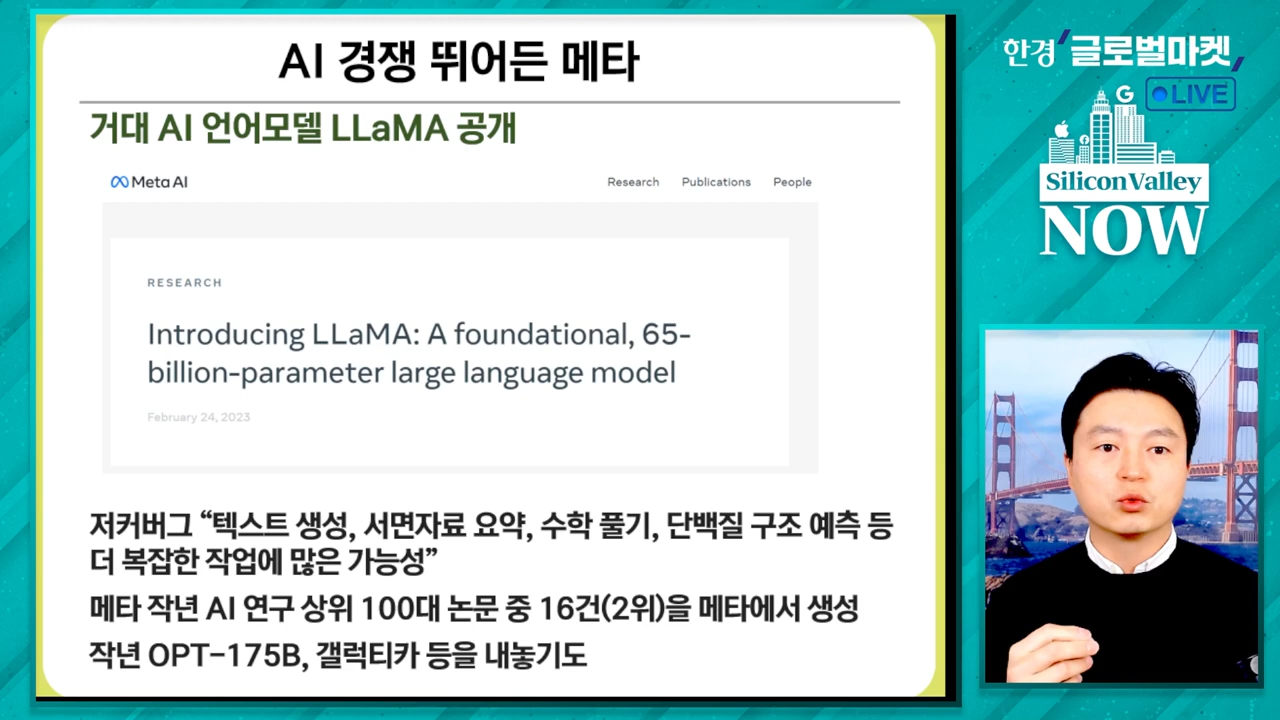 AI 경쟁 뛰어든 메타
거대 AI 언어모델 LLaMA 공개
Meta AI
Research Publications People
RESEARCH
Introducing LLaMA: A foundational, 65-
billion-parameter large language model
February 24, 2023
저커버그 “텍스트 생성, 서면자료 요약, 수학 풀기, 단백질 구조 예측 등
더 복잡한 작업에 많은 가능성”
메타 작년 AI 연구 상위 100대 논문 중 16건(2위)을 메타에서 생성
작년 OPT-175B, 갤럭티카 등을 내놓기도
한경 글로벌마켓
LIVE
G
SiliconValley
NOW